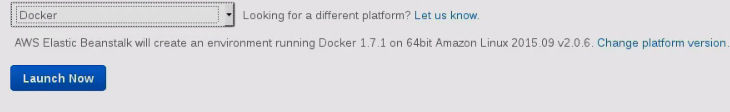 Docker Looking for a different platform? Let us know.
AWS Elastic Beanstalk will create an environment running Docker 1.7.1 on 64bit Amazon Linux 2015.09 v2.0.6. Change platform version.
Launch Now